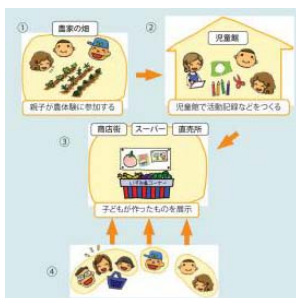 ①
農家の畑
親子が農体験に参加する
②
児童館
児童館で活動記録などをつくる
③
商店街 スーパー 直売所
子どもが作ったものを展示
④